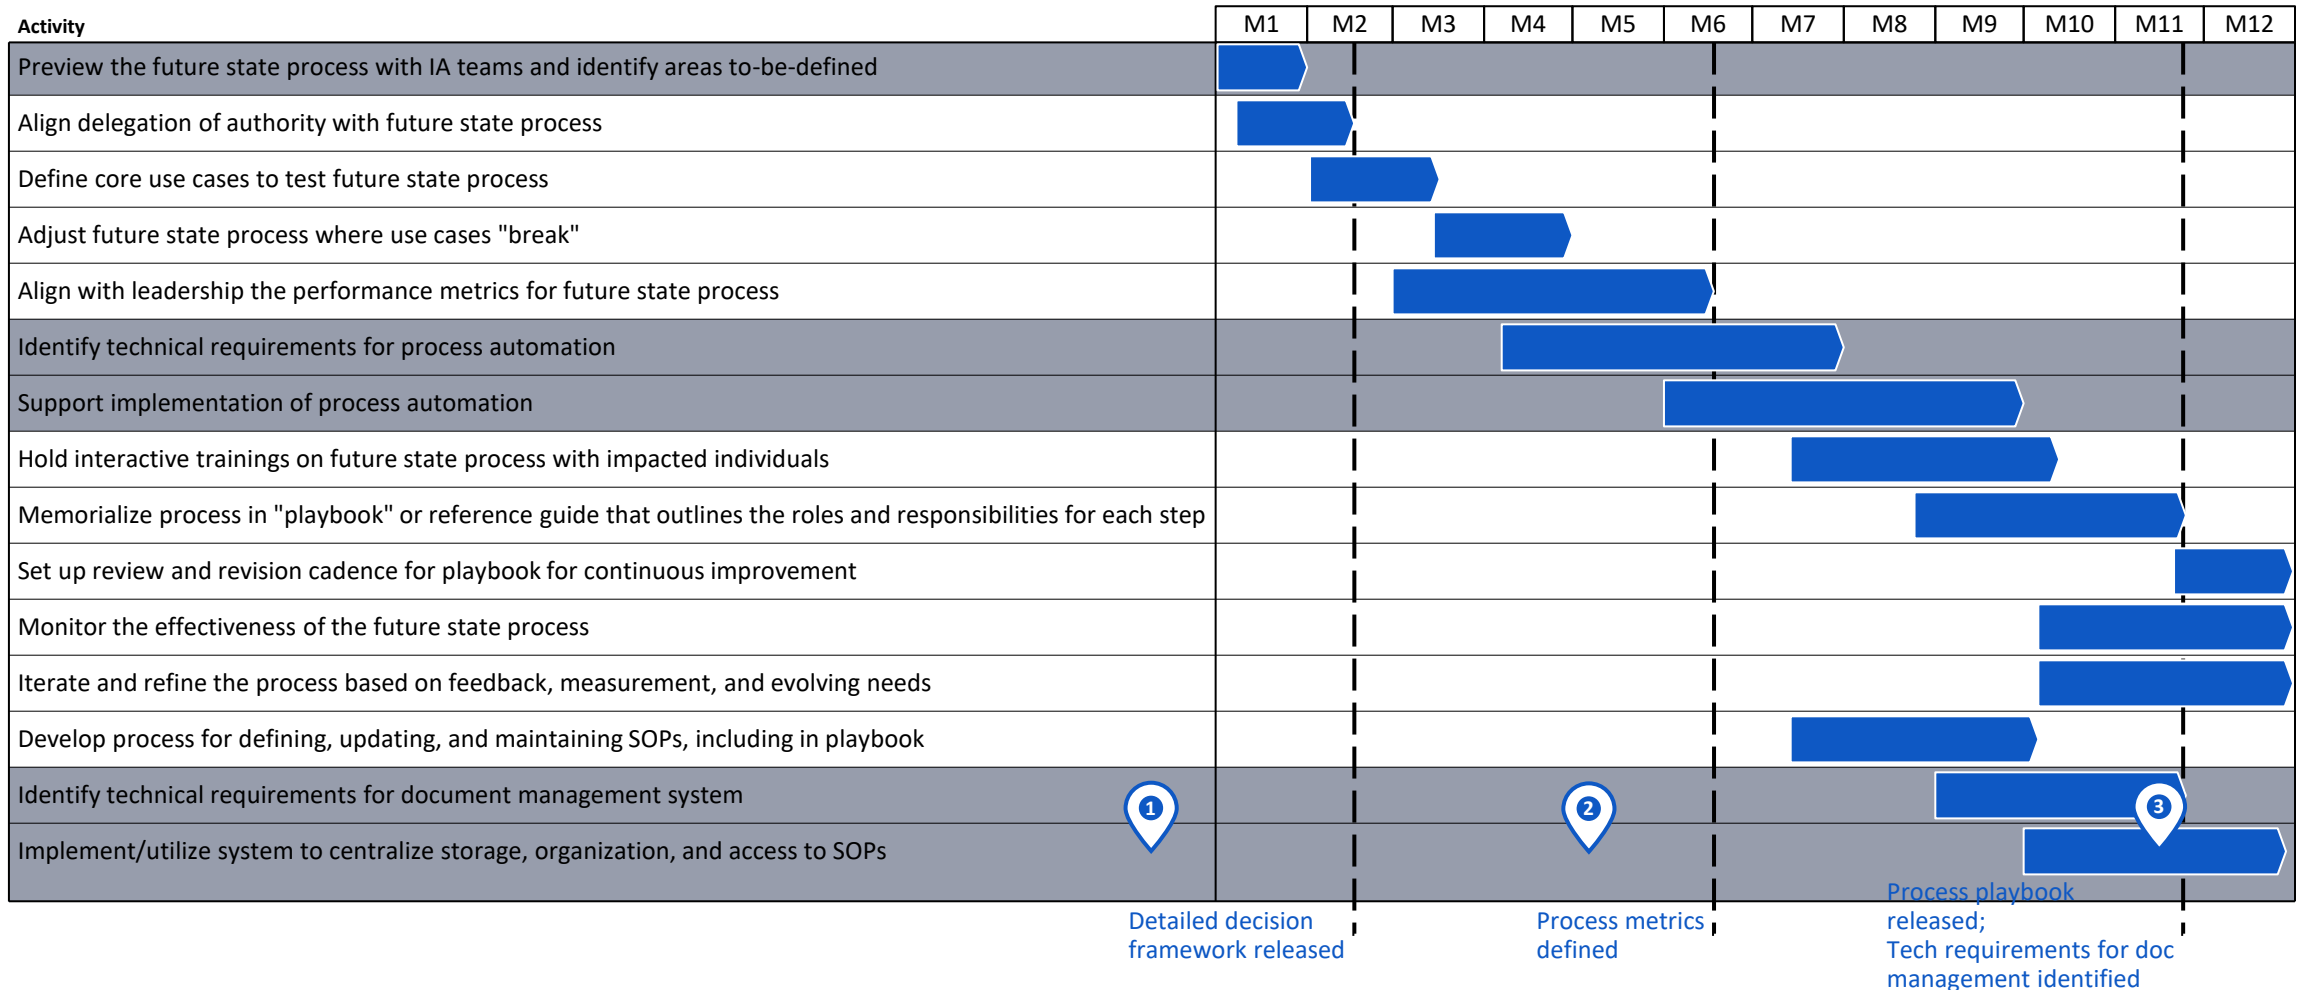 Activity M1 M2 M3 M4 M5 M6 M7 M8 M9 M10 M11 M12
Preview the future state process with IA teams and identify areas to-be-defined
Align delegation of authority with future state process
Define core use cases to test future state process
Adjust future state process where use cases "break"
Align with leadership the performance metrics for future state process
Identify technical requirements for process automation
Support implementation of process automation
Hold interactive trainings on future state process with impacted individuals
Memorialize process in "playbook" or reference guide that outlines the roles and responsibilities for each step
Set up review and revision cadence for playbook for continuous improvement
Monitor the effectiveness of the future state process
Iterate and refine the process based on feedback, measurement, and evolving needs
Develop process for defining, updating, and maintaining SOPs, including in playbook
Identify technical requirements for document management system
Implement/utilize system to centralize storage, organization, and access to SOPs
1
Detailed decision
framework released
2
Process metrics
defined
3
Process playbook
released;
Tech requirements for doc
management identified